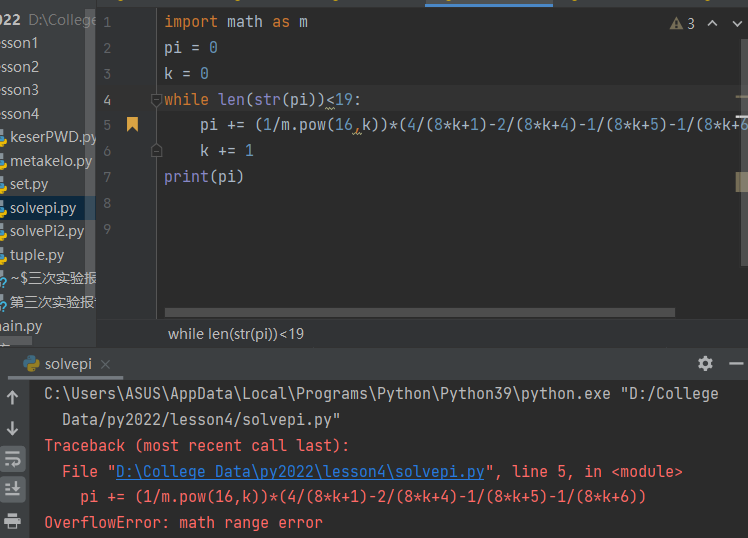 022 D:\College
esson1
esson2
esson3
esson4
keserPWD.py
metakelo.py
set.py
solvepi.py
solvePi2.py
tuple.py
~$三次实验报
第三次实验报
nain.py
1 import math as m
2 pi = 0
3 k = 0
4 while len(str(pi))<19:
5 pi += (1/m.pow(16,k))*(4/(8*k+1)-2/(8*k+4)-1/(8*k+5)-1/(8*k+6
6 k += 1
7 print(pi)
8
9
3
while len(str(pi))<19
solvepi
C:\Users\ASUS\AppData\Local\Programs\Python\Python39\python.exe "D:/College
Data/py2022/lesson4/solvepi.py"
Traceback (most recent call last):
File "D:\College Data\py2022\lesson4\solvepi.py", line 5, in <module>
pi += (1/m.pow(16,k))*(4/(8*k+1)-2/(8*k+4)-1/(8*k+5)-1/(8*k+6))
OverflowError: math range error